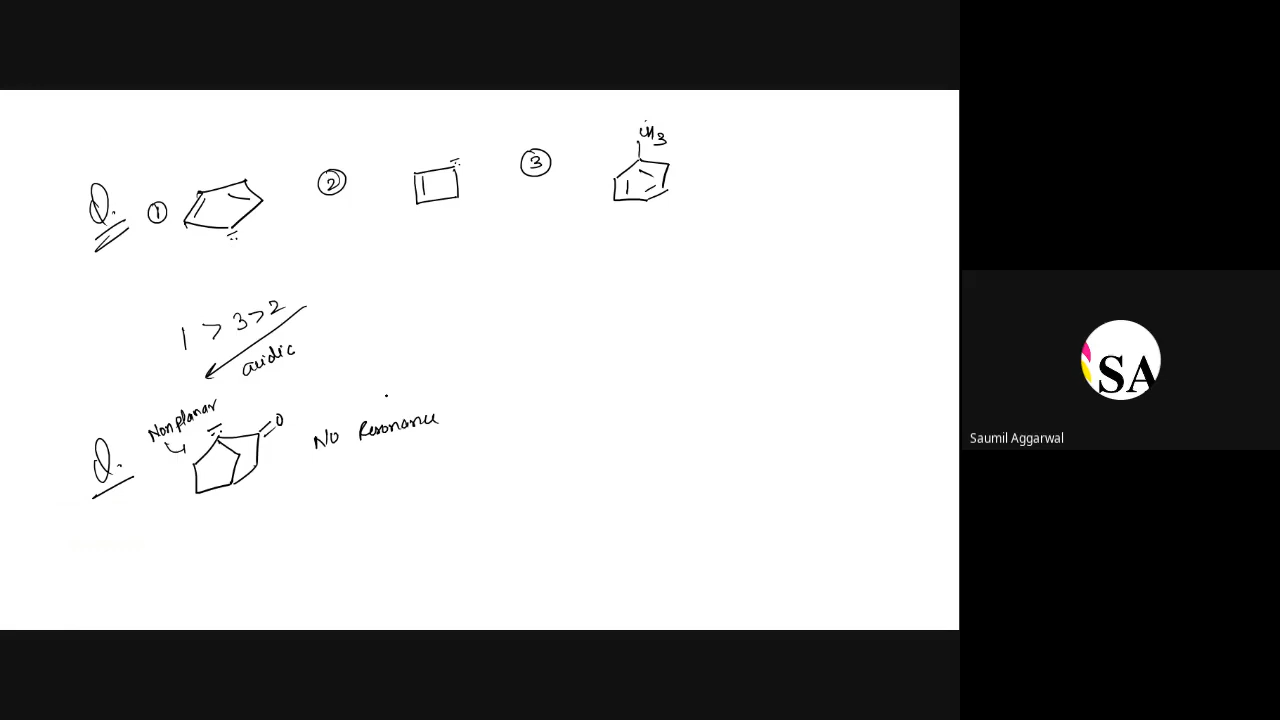 Q. ① ② ③ CH3
1 > 3 > 2
acidic
Q. Nonplanar O No Resonance
SA
Saumil Aggarwal